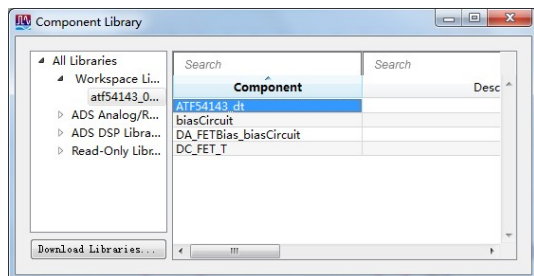 Component Library
All Libraries
Workspace Li...
atf54143_0...
ADS Analog/R...
ADS DSP Libra...
Read-Only Libr...
Download Libraries...
Search
Search
Component
Desc
ATF54143_dt
biasCircuit
DA_FETBias_biasCircuit
DC_FET_T